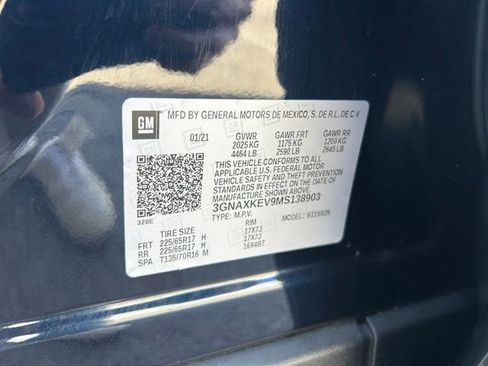 GM
MFD BY GENERAL MOTORS DE MEXICO, S. DE R.L. DE C.V
01/21 GVWR GAWR FRT GAWR RR
2025 KG 1175 KG 1200 KG
4464 LB 2590 LB 2645 LB
THIS VEHICLE CONFORMS TO ALL
APPLICABLE U.S. FEDERAL MOTOR
VEHICLE SAFETY AND THEFT PREVENTION
STANDARDS IN EFFECT ON THE DATE OF
MANUFACTURE SHOWN ABOVE.
3GNAXKEV9MS138903
328E TYPE: M.P.V. MODEL: 931XR26
TIRE SIZE RIM
FRT 225/65R17 H 17X7J
RR 225/65R17 H 17X7J
SPA T135/70R16 M 16X4BT